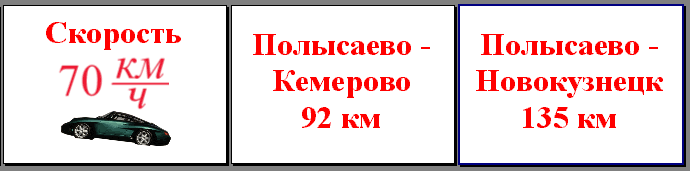 Скорость
70 км/ч
Полысаево -
Кемерово
92 км
Полысаево -
Новокузнецк
135 км